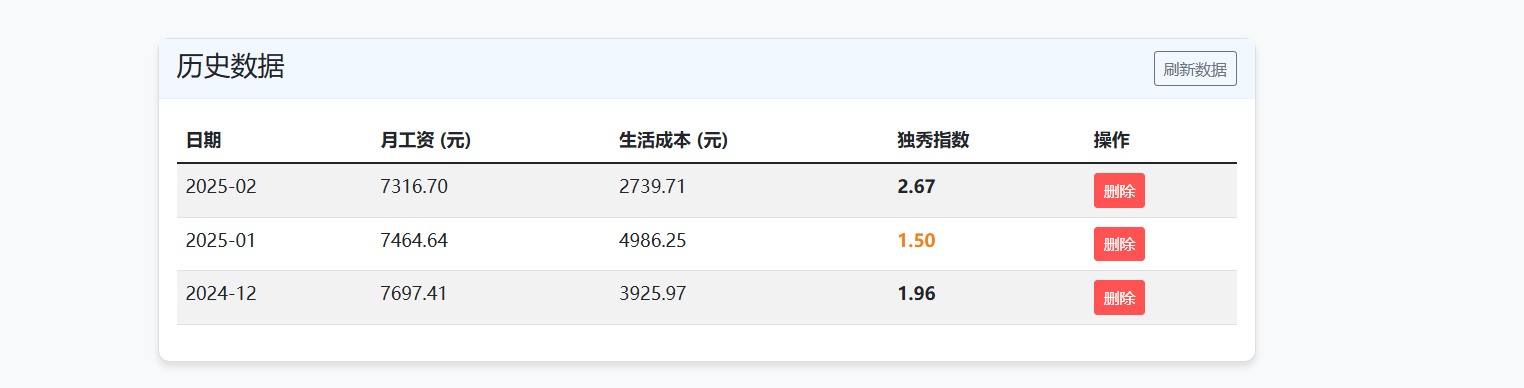 历史数据 刷新数据
日期 月工资 (元) 生活成本 (元) 独秀指数 操作
2025-02 7316.70 2739.71 2.67 删除
2025-01 7464.64 4986.25 1.50 删除
2024-12 7697.41 3925.97 1.96 删除